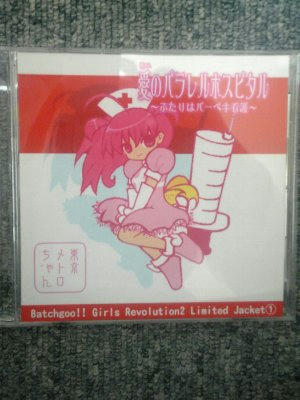 愛のパラレルホスピタル
～ふたりはパーペキ看護～
東京
メトロ
ちゃん
Batchgoo!! Girls Revolution2 Limited Jacket①